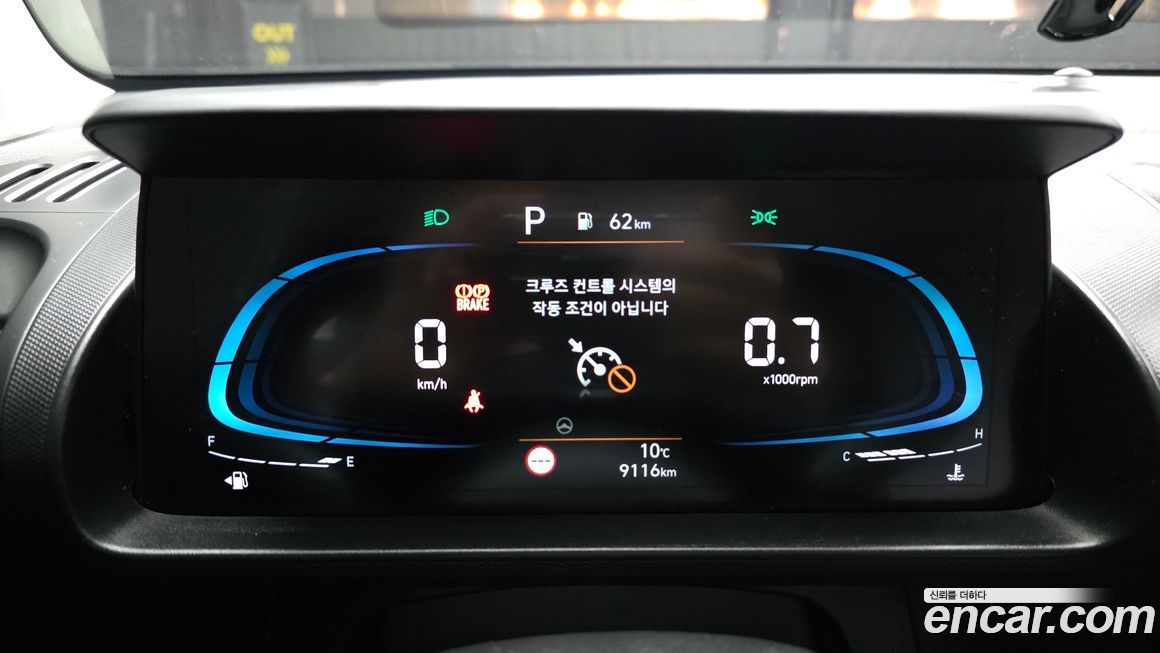 OUT
P 62km
크루즈 컨트롤 시스템의
작동 조건이 아닙니다
(!) (P)
BRAKE
0
km/h
0.7
x1000rpm
F
E
---
10℃
9116km
C
H
신뢰를 더하다
encar.com